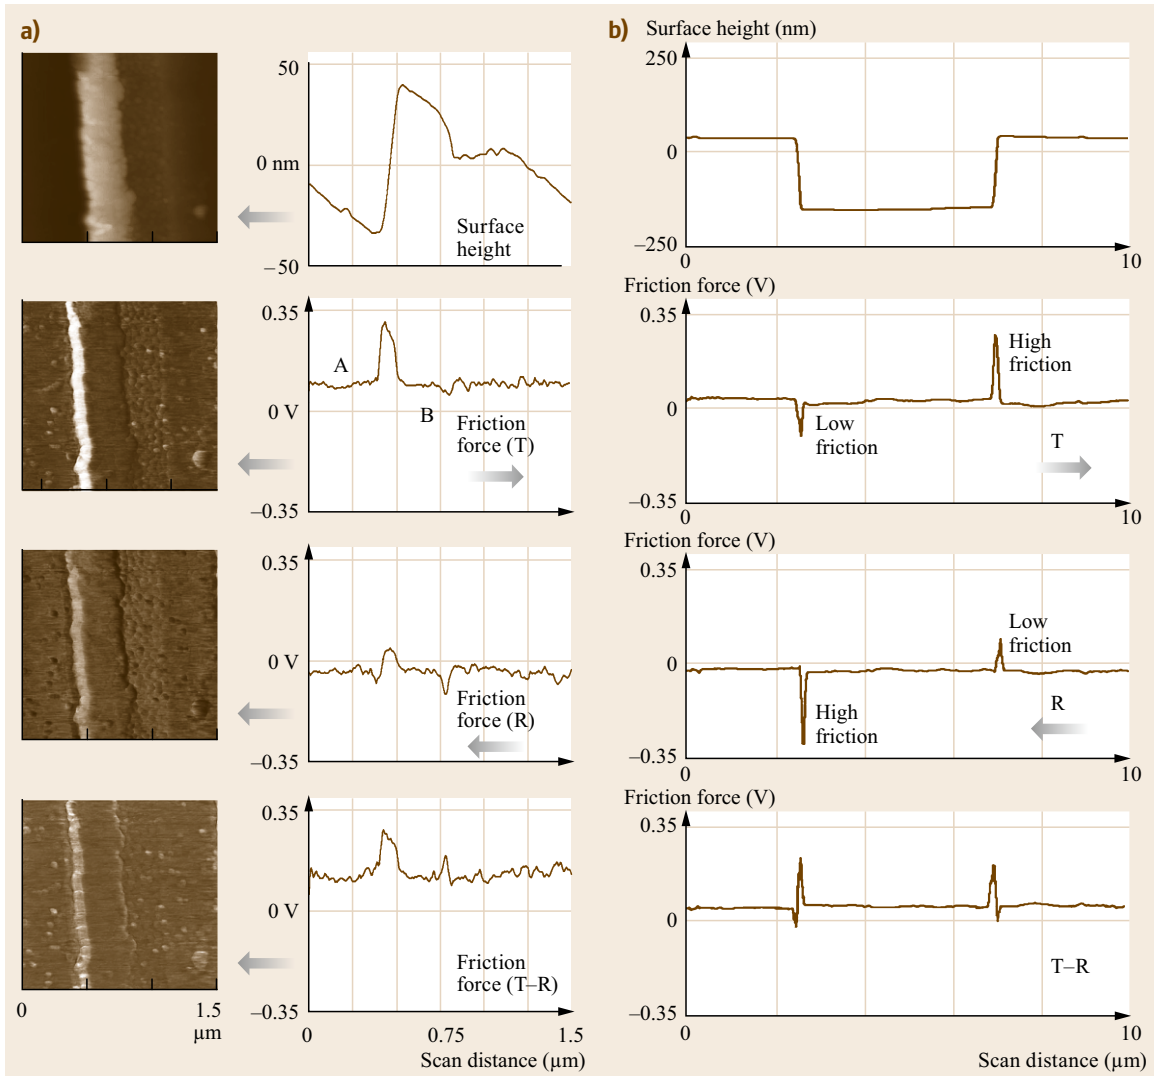 a)
50
0 nm
–50
Surface
height
0.35
0 V
–0.35
A
B
Friction
force (T)
0.35
0 V
–0.35
Friction
force (R)
0.35
0 V
–0.35
Friction
force (T–R)
0
1.5
µm
0
0.75
1.5
Scan distance (µm)
b)
Surface height (nm)
250
0
–250
0
10
Friction force (V)
0.35
0
–0.35
High
friction
Low
friction
T
0
10
Friction force (V)
0.35
0
–0.35
Low
friction
High
friction
R
0
10
Friction force (V)
0.35
0
–0.35
T–R
0
10
Scan distance (µm)